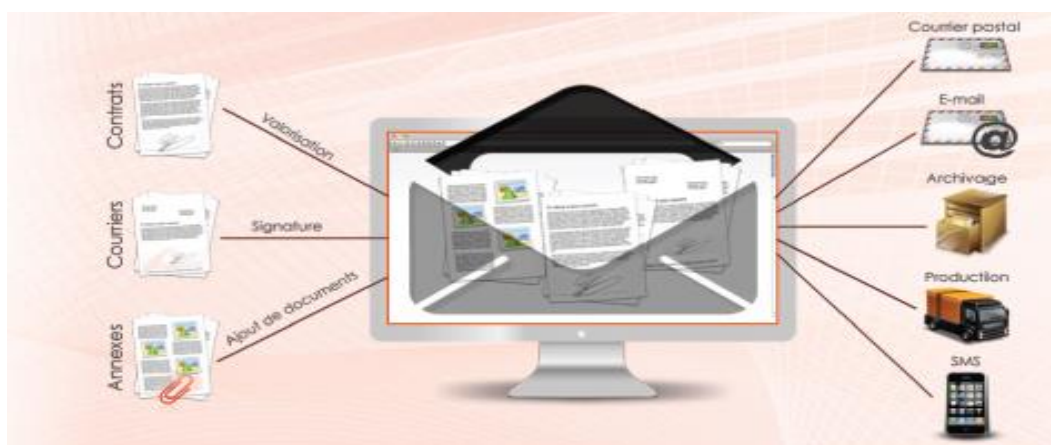 Contrats
Valorisation
Courriers
Signature
Annexes
Ajout de documents
Courrier postal
E-mail
Archivage
Production
SMS